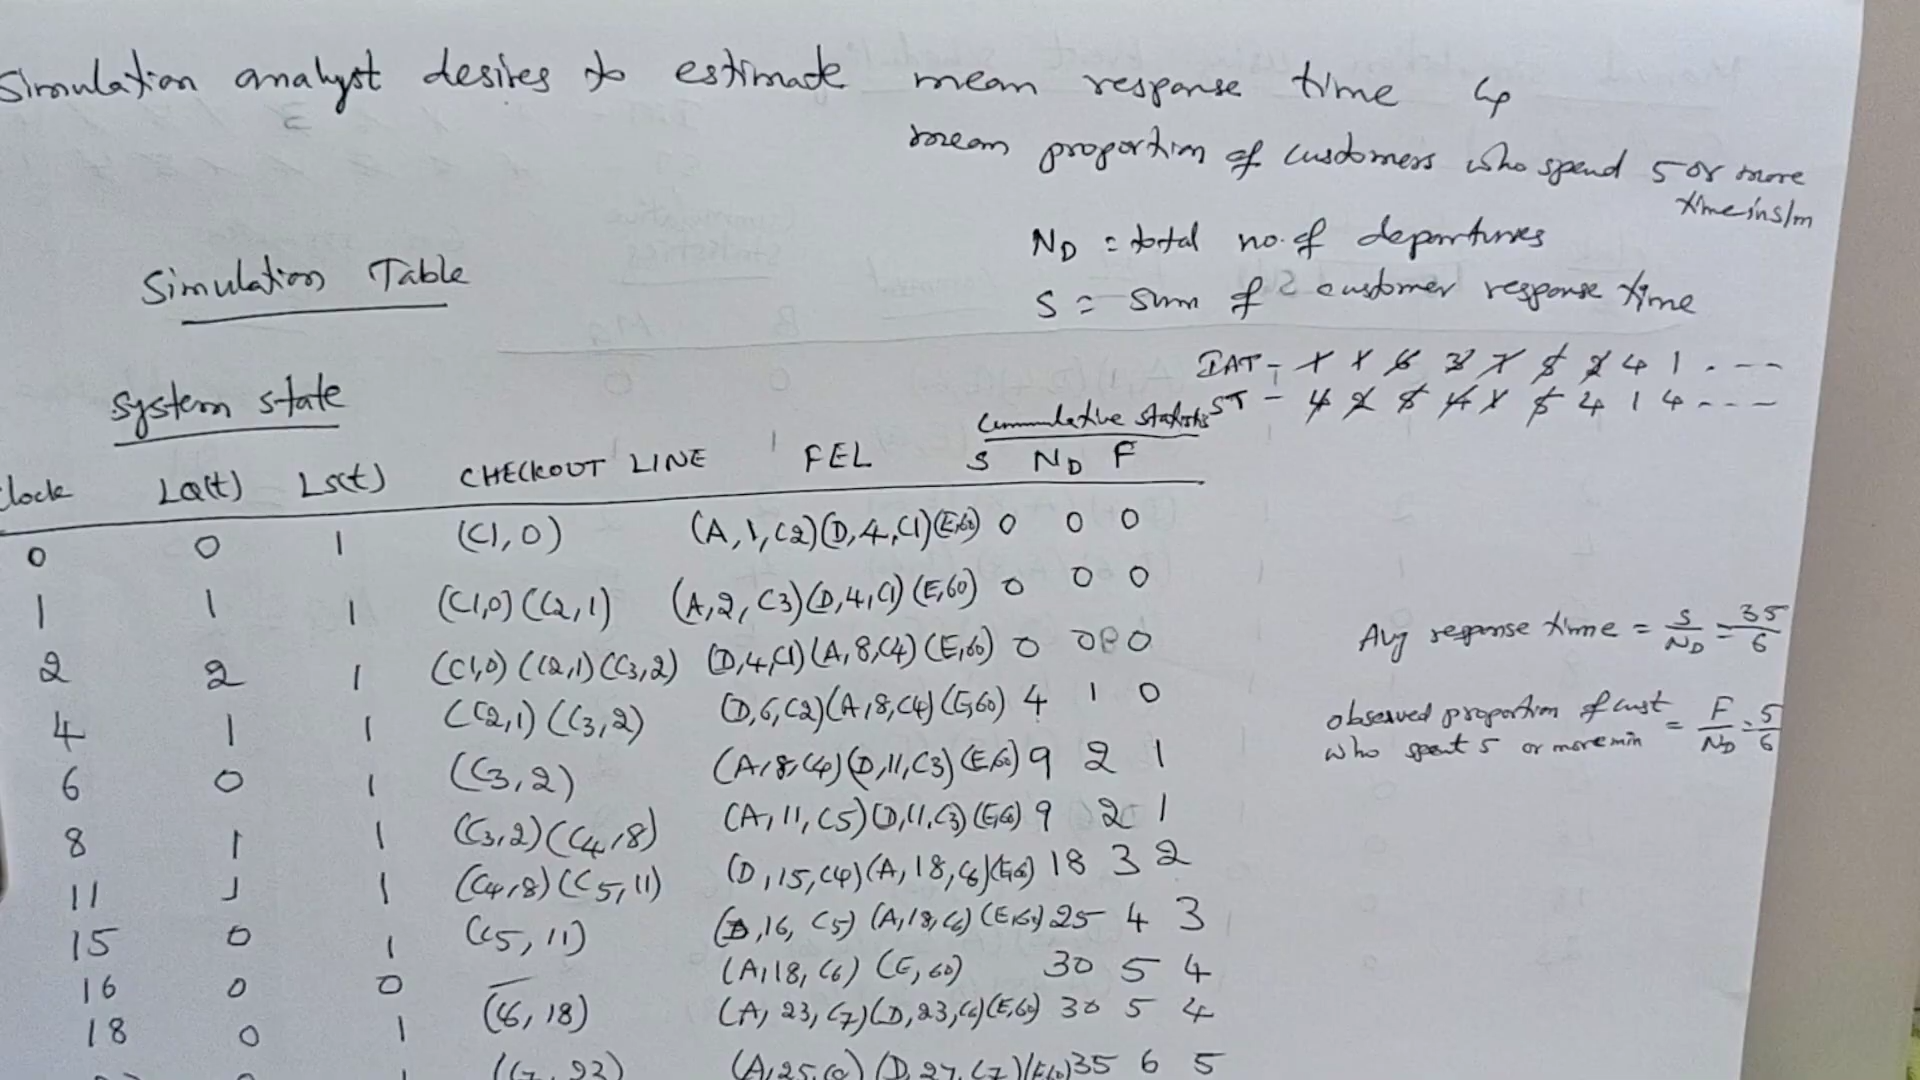 Simulation analyst desires to estimate mean response time &
mean proportion of customers who spend 5 or more
time in s/m
ND = total no. of departures
S = sum of customer response time
Simulation Table
IAT - 1 1 6 3 7 5 2 4 1 . ---
ST - 4 2 5 4 1 5 4 1 4 - - - -
System state
Cummulative Statistics
Clock LQ(t) LS(t) CHECKOUT LINE FEL S ND F
0 0 1 (C1,0) (A,1,C2)(D,4,C1)(E,60) 0 0 0
1 1 1 (C1,0)(C2,1) (A,2,C3)(D,4,C1)(E,60) 0 0 0
2 2 1 (C1,0)(C2,1)(C3,2) (D,4,C1)(A,8,C4)(E,60) 0 0 0
4 1 1 (C2,1)(C3,2) (D,6,C2)(A,8,C4)(E,60) 4 1 0
6 0 1 (C3,2) (A,8,C4)(D,11,C3)(E,60) 9 2 1
8 1 1 (C3,2)(C4,8) (A,11,C5)(D,11,C3)(E,60) 9 2 1
11 1 1 (C4,8)(C5,11) (D,15,C4)(A,18,C6)(E,60) 18 3 2
15 0 1 (C5,11) (D,16,C5)(A,18,C6)(E,60) 25 4 3
16 0 0 — (A,18,C6)(E,60) 30 5 4
18 0 1 (C6,18) (A,23,C7)(D,23,C6)(E,60) 30 5 4
(C7,23) (A,25,C8)(D,27,C7)(E,60) 35 6 5
Avg response time = S/ND = 35/6
observed proportion of cust
who spent 5 or more min = F/ND = 5/6